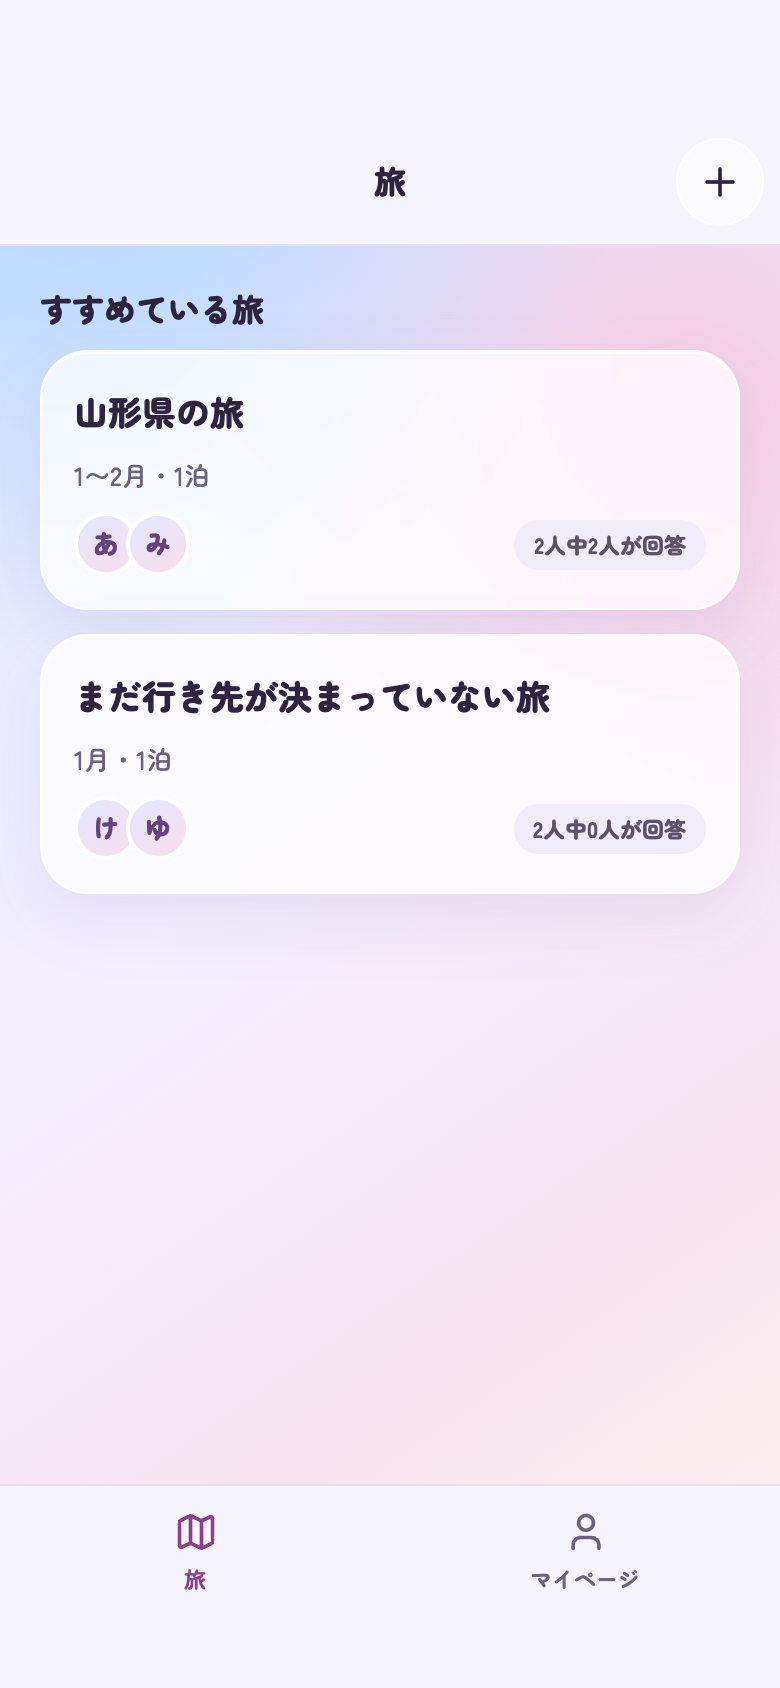 旅
すすめている旅
山形県の旅
1〜2月・1泊
あ み
2人中2人が回答
まだ行き先が決まっていない旅
1月・1泊
け ゆ
2人中0人が回答
旅
マイページ